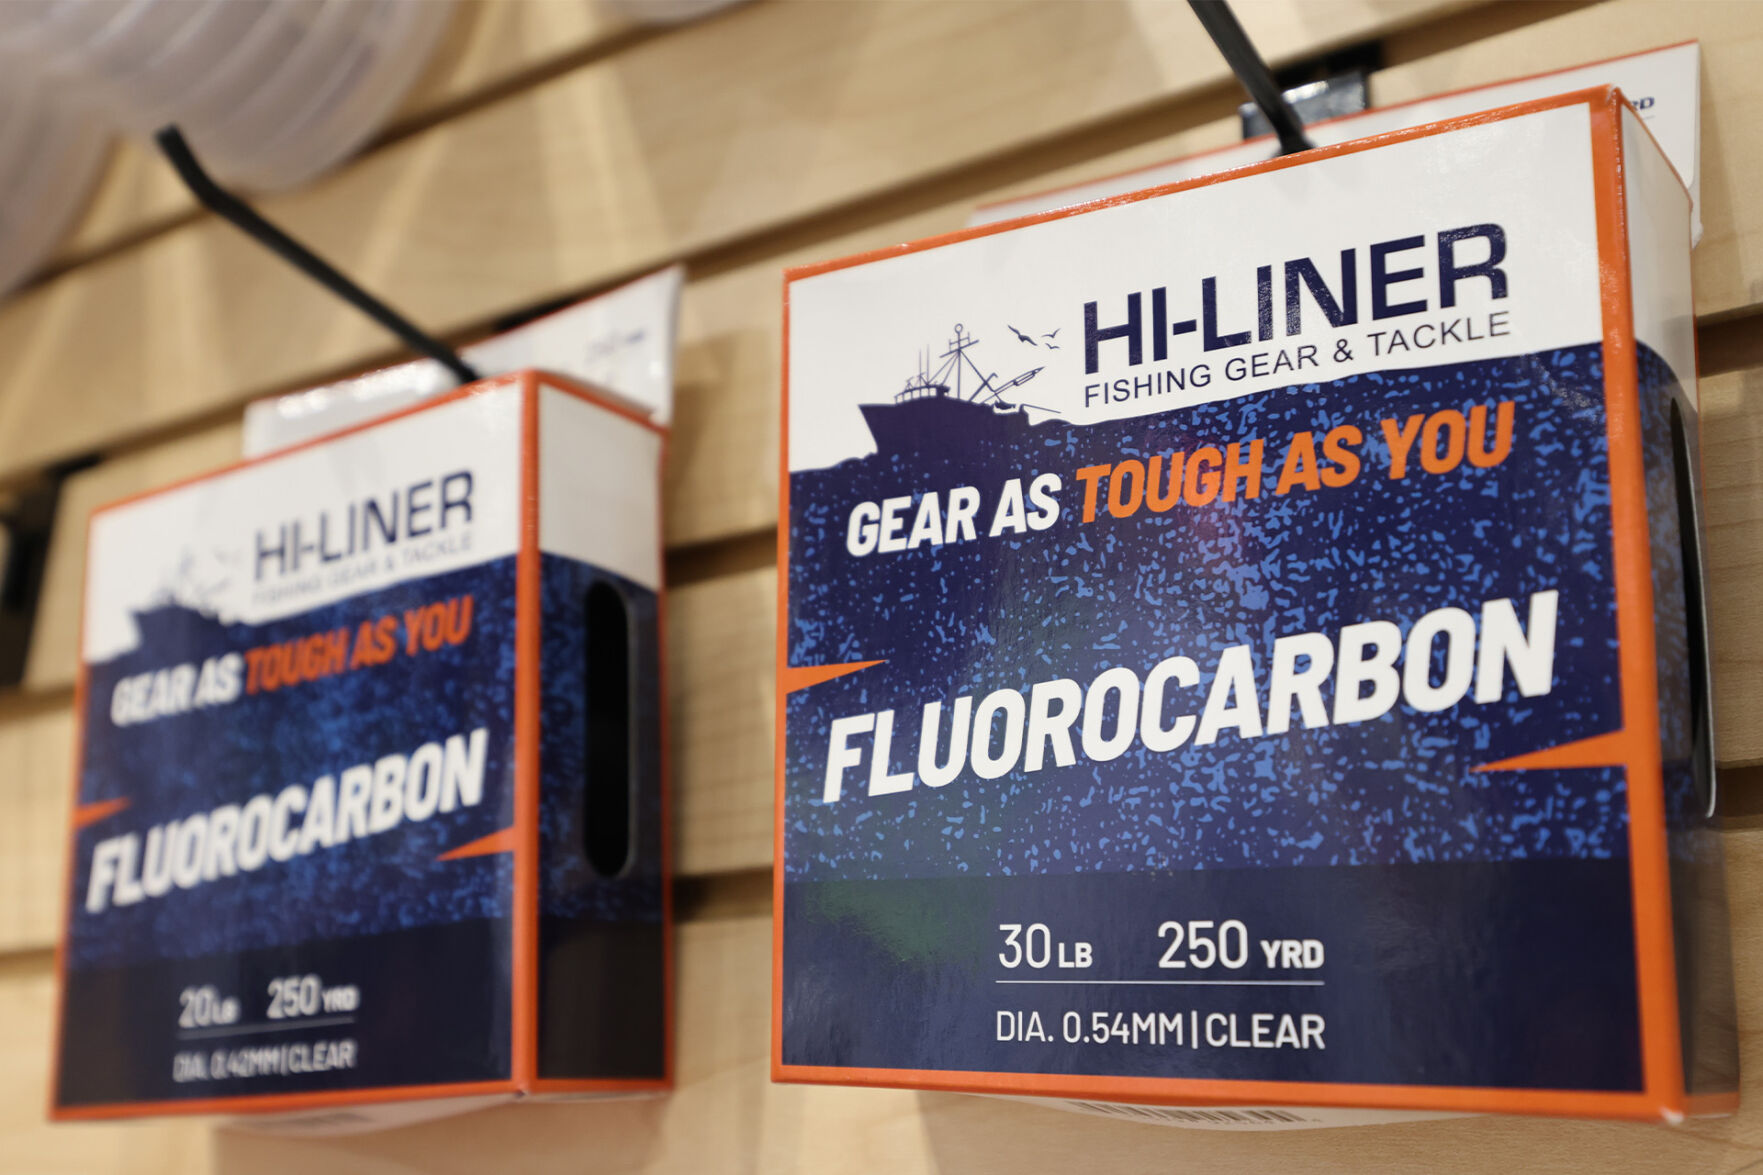 HI-LINER
FISHING GEAR & TACKLE
GEAR AS TOUGH AS YOU
FLUOROCARBON
20 LB 250 YRD
DIA. 0.42MM|CLEAR
HI-LINER
FISHING GEAR & TACKLE
GEAR AS TOUGH AS YOU
FLUOROCARBON
30 LB 250 YRD
DIA. 0.54MM|CLEAR